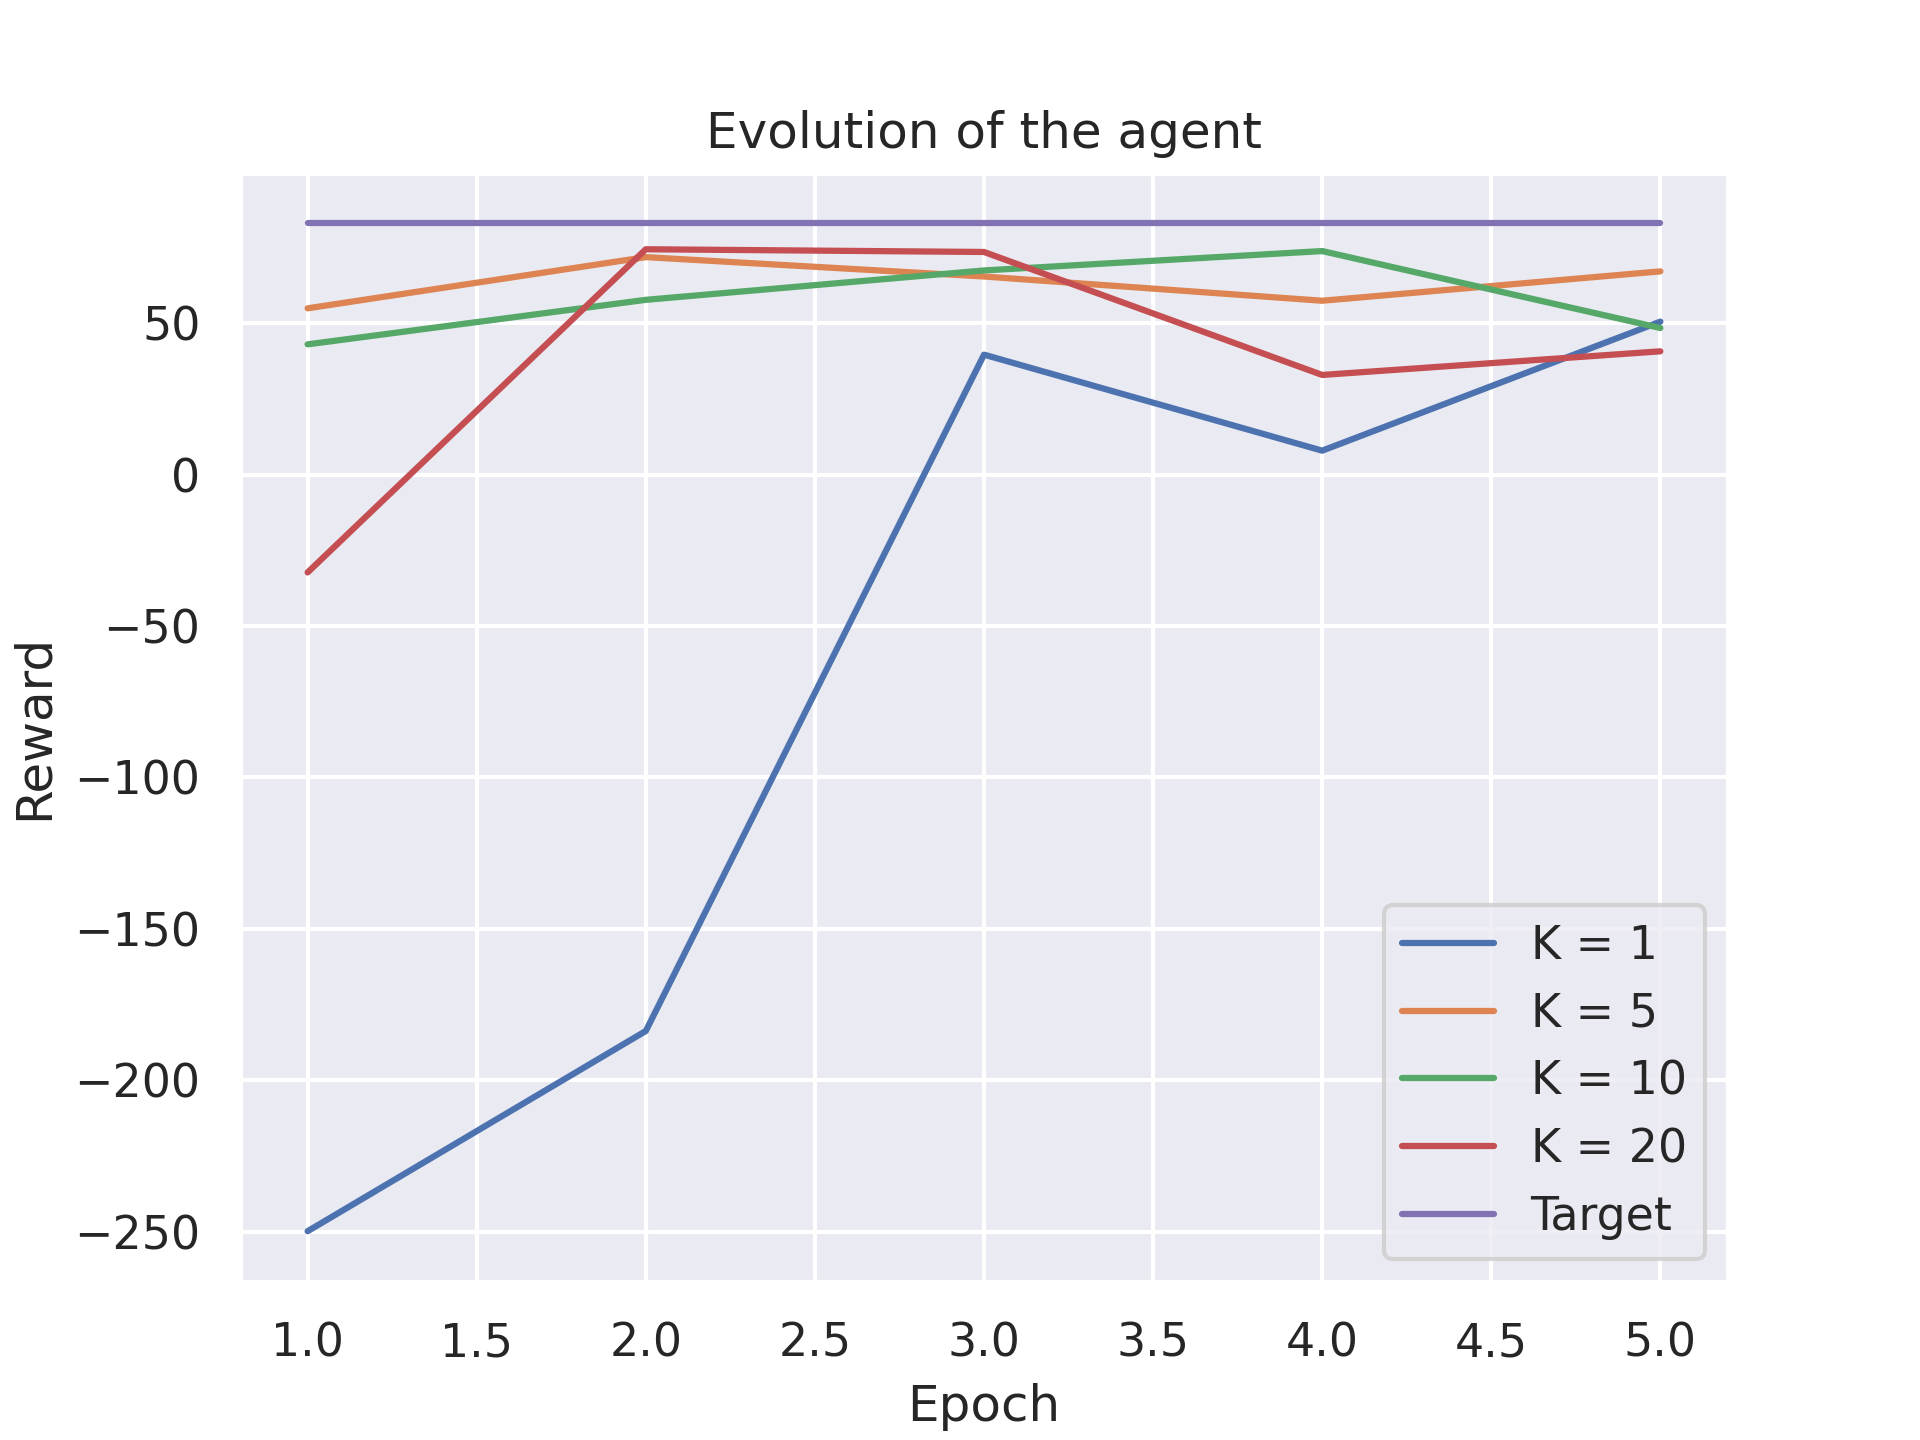 Evolution of the agent
Reward
50
0
−50
−100
−150
−200
−250
K = 1
K = 5
K = 10
K = 20
Target
1.0 1.5 2.0 2.5 3.0 3.5 4.0 4.5 5.0
Epoch